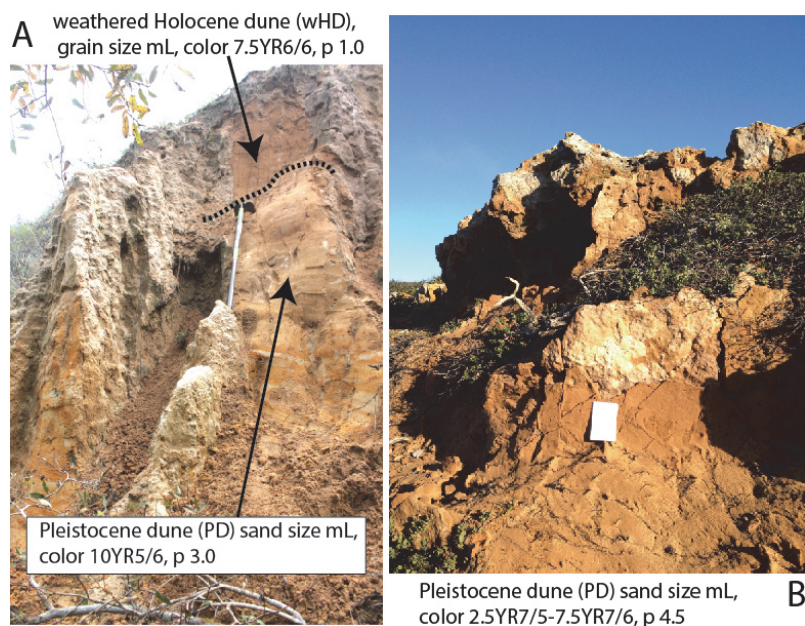 A
weathered Holocene dune (wHD),
grain size mL, color 7.5YR6/6, p 1.0
Pleistocene dune (PD) sand size mL,
color 10YR5/6, p 3.0
Pleistocene dune (PD) sand size mL,
color 2.5YR7/5-7.5YR7/6, p 4.5
B